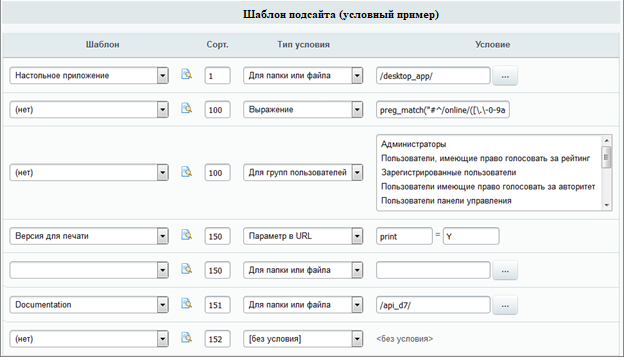 Шаблон подсайта (условный пример)
Шаблон Сорт. Тип условия Условие
Настольное приложение 1 Для папки или файла /desktop_app/ ...
(нет) 100 Выражение preg_match("#^/online/([\.\-0-9a
(нет) 100 Для групп пользователей
Администраторы
Пользователи, имеющие право голосовать за рейтинг
Зарегистрированные пользователи
Пользователи имеющие право голосовать за авторитет
Пользователи панели управления
Версия для печати 150 Параметр в URL print = Y
150 Для папки или файла ...
Documentation 151 Для папки или файла /api_d7/ ...
(нет) 152 [без условия] <без условия>